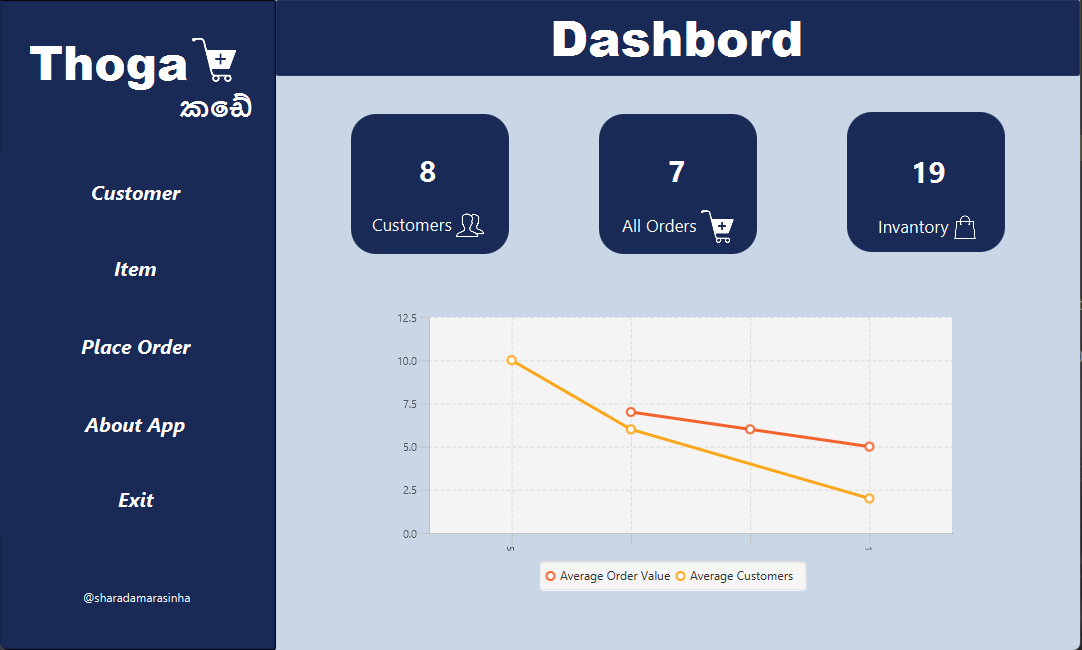 Thoga
කඩේ
Customer
Item
Place Order
About App
Exit
@sharadamarasinha
Dashbord
8
Customers
7
All Orders
19
Invantory
12.5
10.0
7.5
5.0
2.5
0.0
5
1
Average Order Value Average Customers